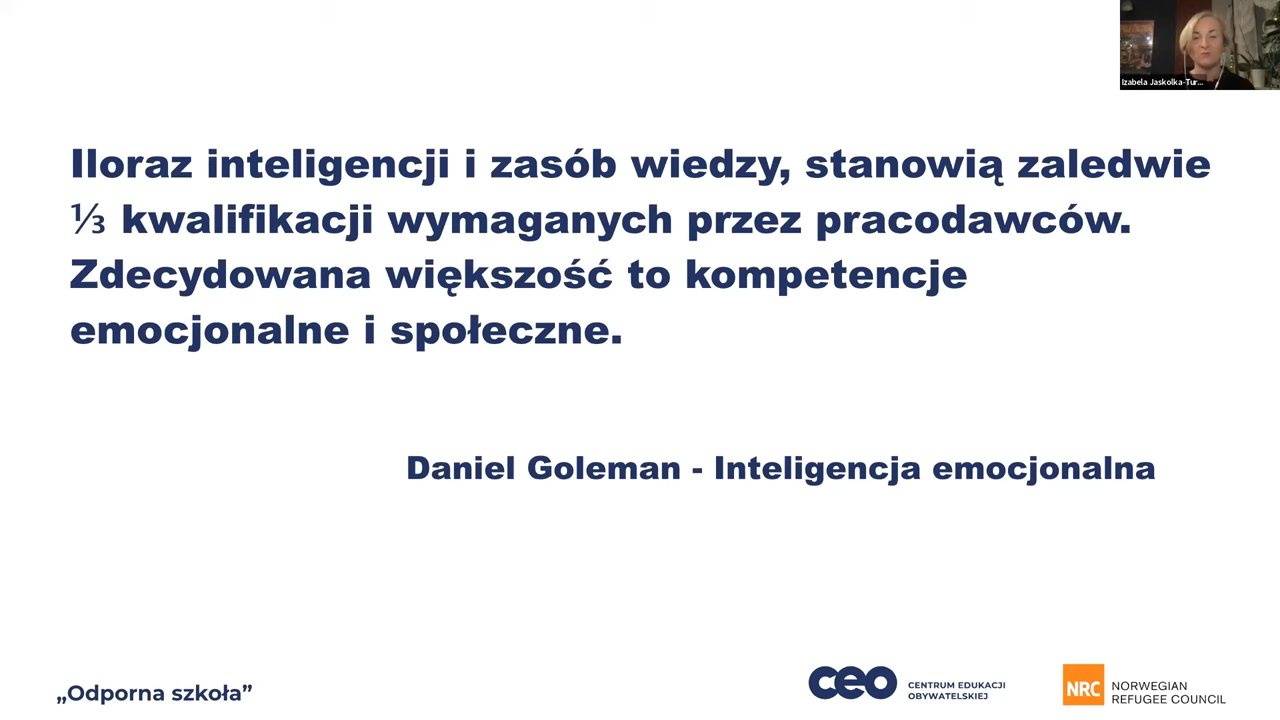 Izabela Jaskolka-Tur...
Iloraz inteligencji i zasób wiedzy, stanowią zaledwie
⅓ kwalifikacji wymaganych przez pracodawców.
Zdecydowana większość to kompetencje
emocjonalne i społeczne.
Daniel Goleman - Inteligencja emocjonalna
„Odporna szkoła”
ceo CENTRUM EDUKACJI
OBYWATELSKIEJ
NRC NORWEGIAN
REFUGEE COUNCIL